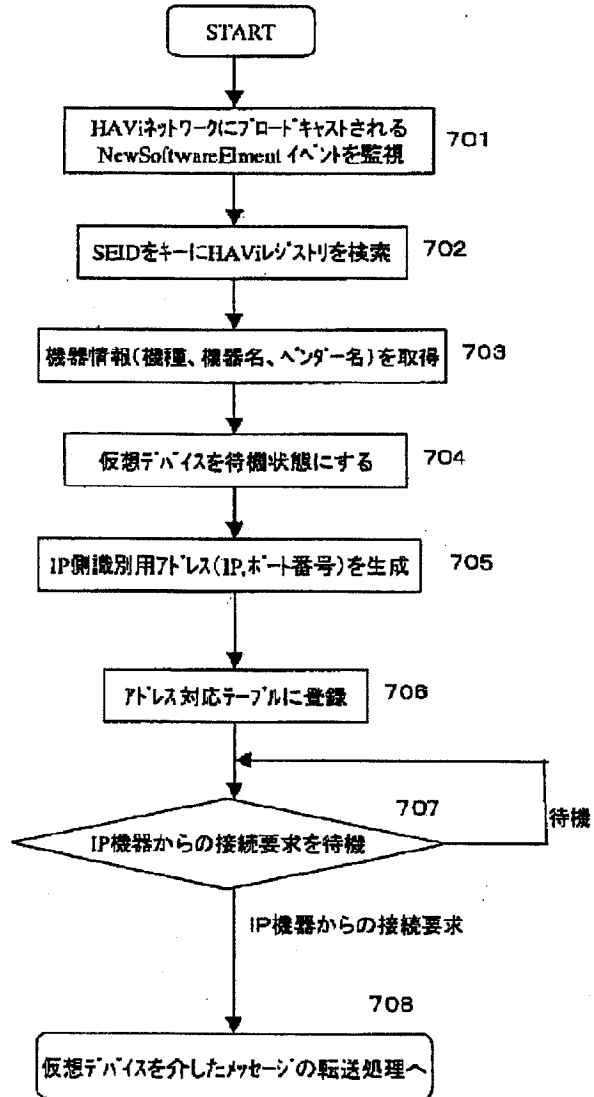 START
HAViネットワークにブロードキャストされる
NewSoftwareElment イベントを監視
701
SEIDをキーにHAViレジストリを検索
702
機器情報(機種、機器名、ベンダー名)を取得
703
仮想デバイスを待機状態にする
704
IP側識別用アドレス(IP,ポート番号)を生成
705
アドレス対応テーブルに登録
706
707
IP機器からの接続要求を待機
待機
IP機器からの接続要求
708
仮想デバイスを介したメッセージの転送処理へ